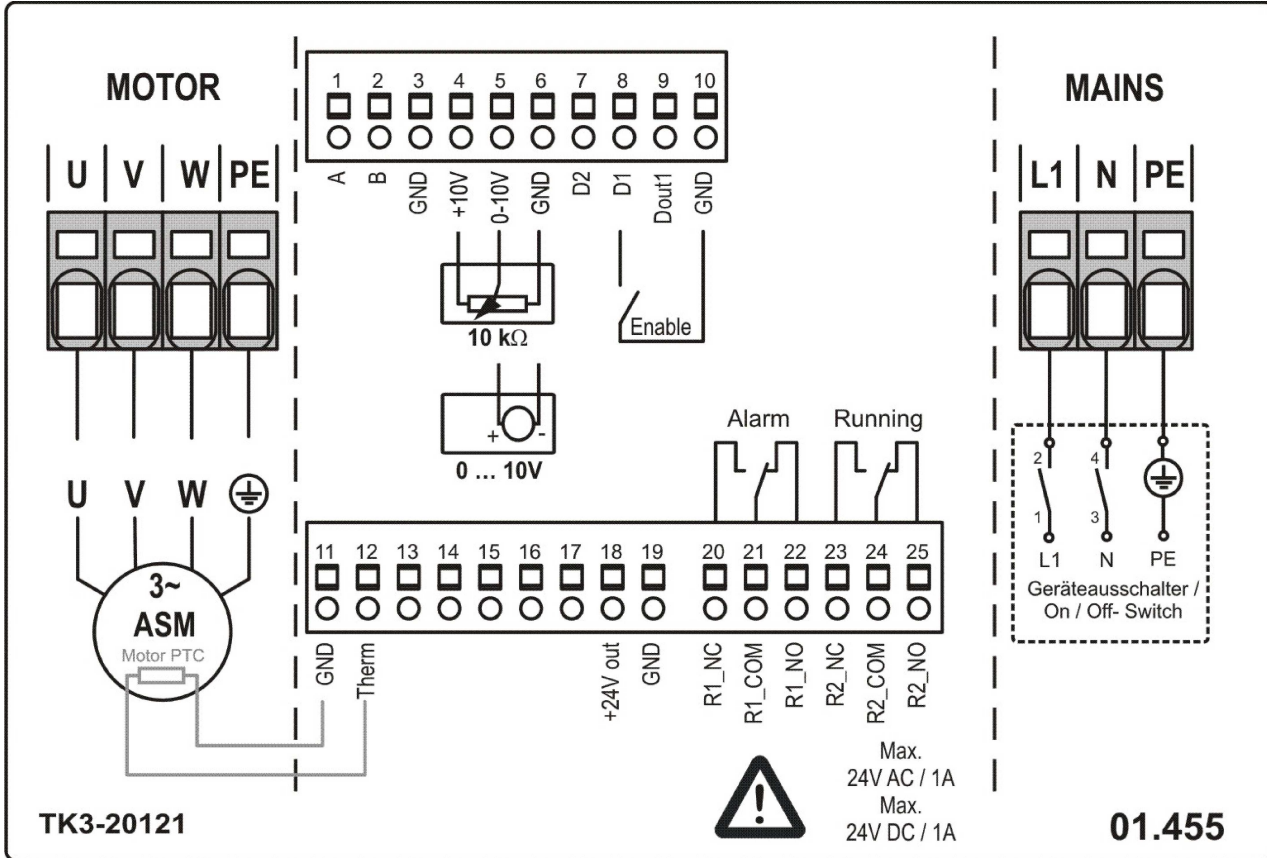 MOTOR
U V W PE
U V W
3~
ASM
Motor PTC
TK3-20121
1 2 3 4 5 6 7 8 9 10
A B GND +10V 0-10V GND D2 D1 Dout1 GND
10 kΩ
Enable
+ -
0 ... 10V
Alarm Running
11 12 13 14 15 16 17 18 19 20 21 22 23 24 25
GND Therm +24V out GND R1_NC R1_COM R1_NO R2_NC R2_COM R2_NO
!
Max.
24V AC / 1A
Max.
24V DC / 1A
MAINS
L1 N PE
2 4
1 3
L1 N PE
Geräteausschalter /
On / Off- Switch
01.455